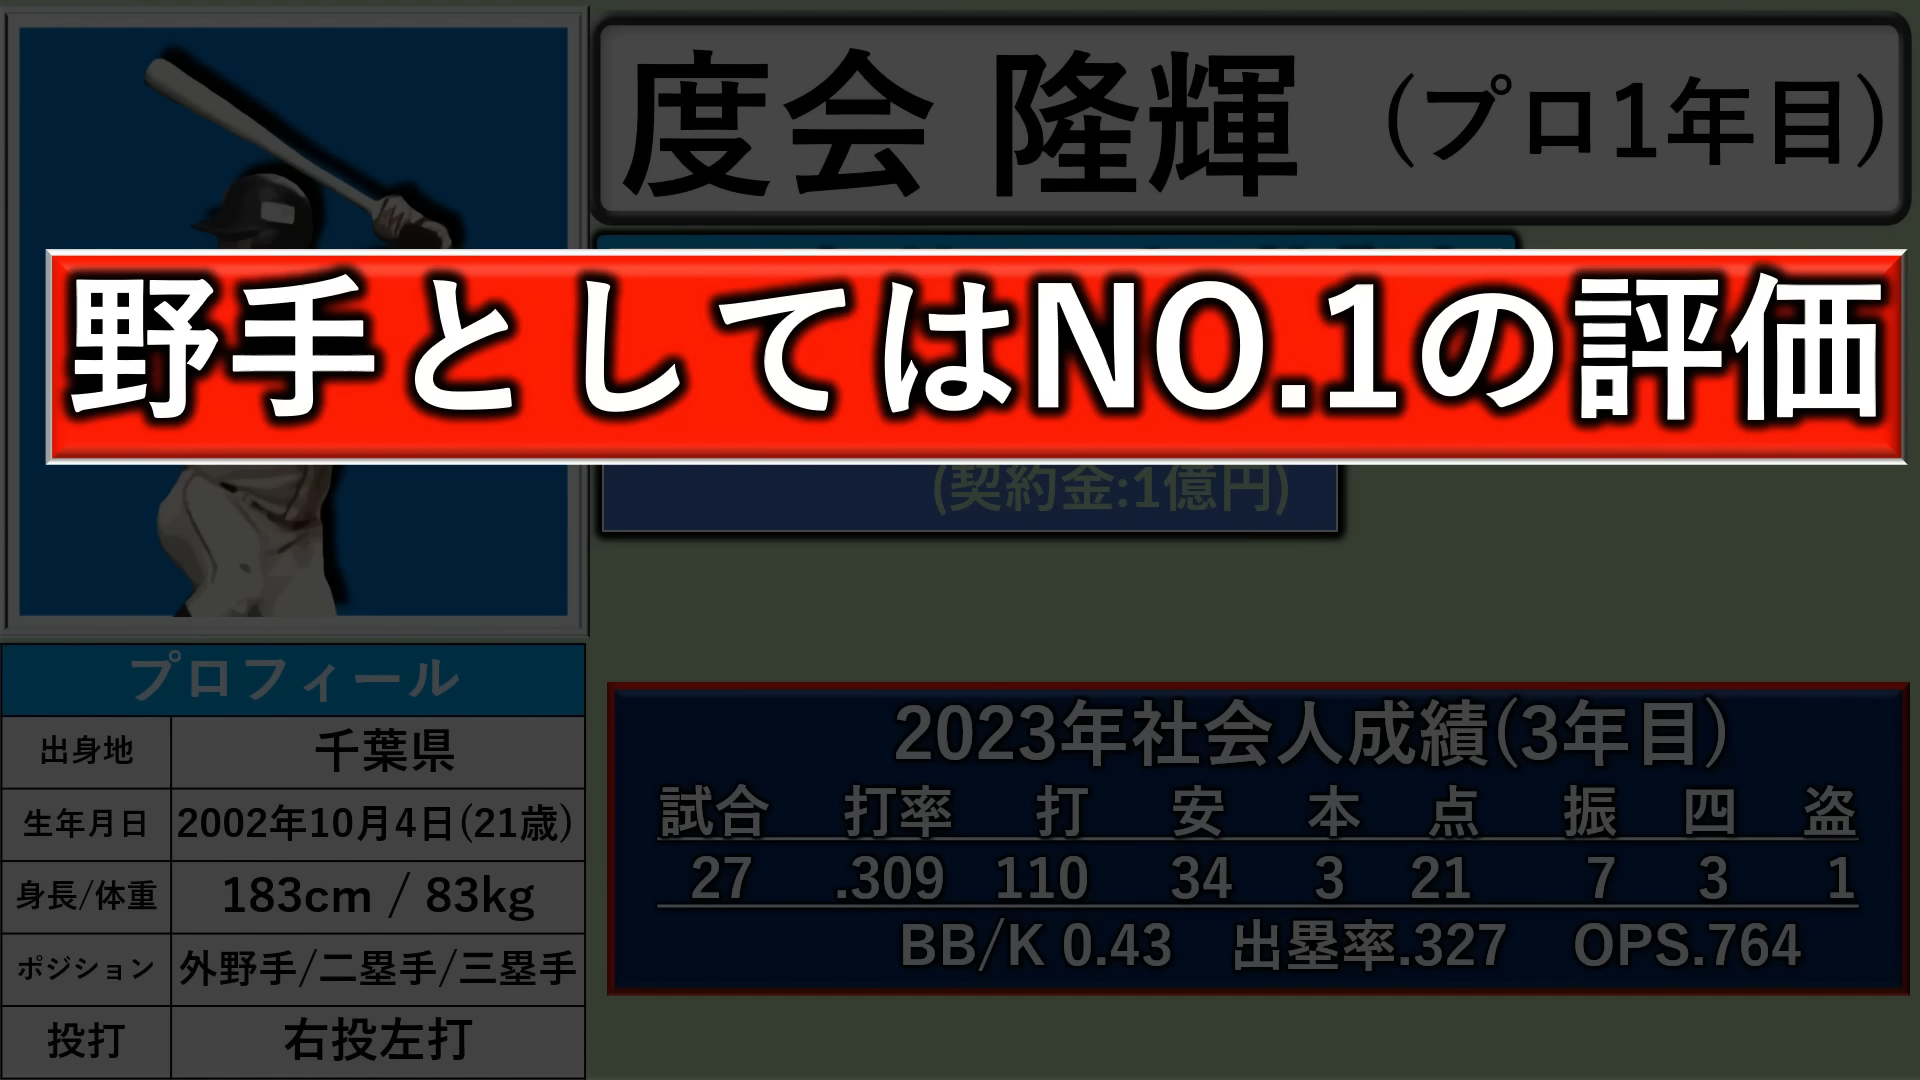 度会 隆輝 (プロ1年目)
野手としてはNO.1の評価
(契約金:1億円)
プロフィール
出身地 千葉県
生年月日 2002年10月4日(21歳)
身長/体重 183cm / 83kg
ポジション 外野手/二塁手/三塁手
投打 右投左打
2023年社会人成績(3年目)
試合 打率 打 安 本 点 振 四 盗
27 .309 110 34 3 21 7 3 1
BB/K 0.43 出塁率.327 OPS.764